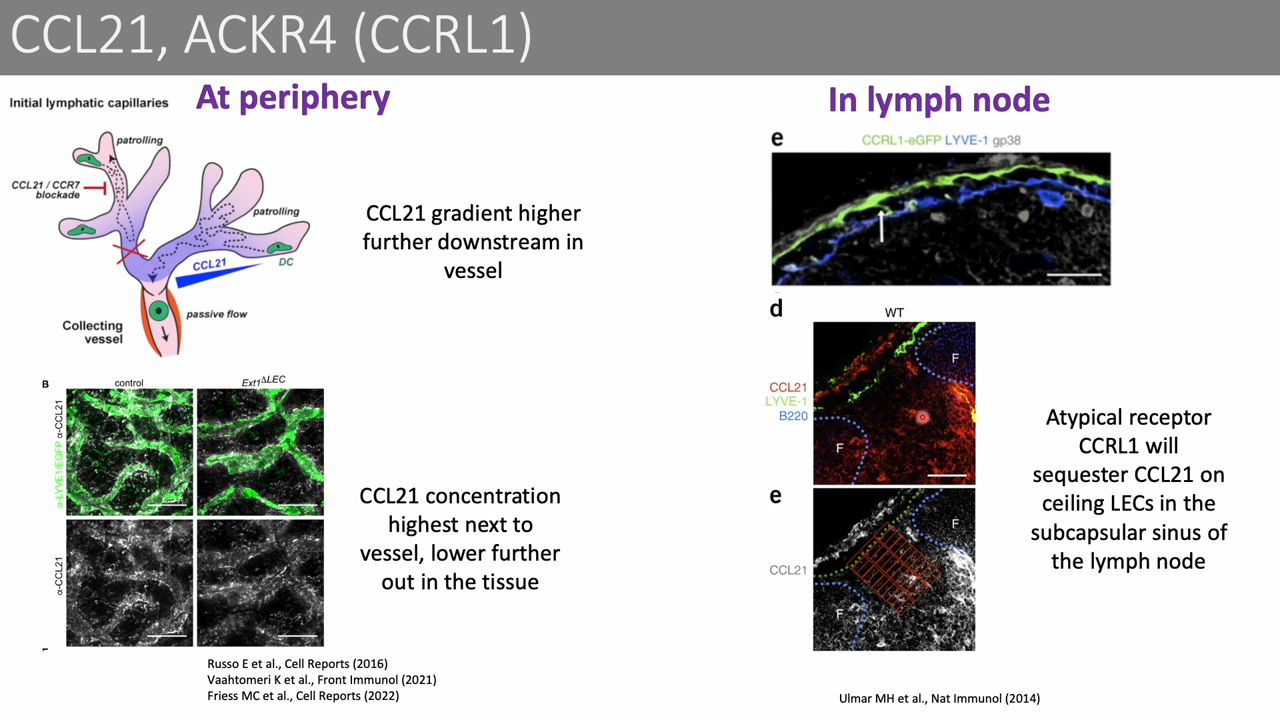 CCL21, ACKR4 (CCRL1)
At periphery
Initial lymphatic capillaries
patrolling
CCL21 / CCR7
blockade
patrolling
DC
CCL21
passive flow
Collecting
vessel
CCL21 gradient higher
further downstream in
vessel
B
control
Ext1ΔLEC
α-LYVE1/EGFP α-CCL21
α-CCL21
CCL21 concentration
highest next to
vessel, lower further
out in the tissue
Russo E et al., Cell Reports (2016)
Vaahtomeri K et al., Front Immunol (2021)
Friess MC et al., Cell Reports (2022)
In lymph node
e
CCRL1-eGFP LYVE-1 gp38
d
WT
CCL21
LYVE-1
B220
F
F
e
CCL21
F
F
Atypical receptor
CCRL1 will
sequester CCL21 on
ceiling LECs in the
subcapsular sinus of
the lymph node
Ulmar MH et al., Nat Immunol (2014)